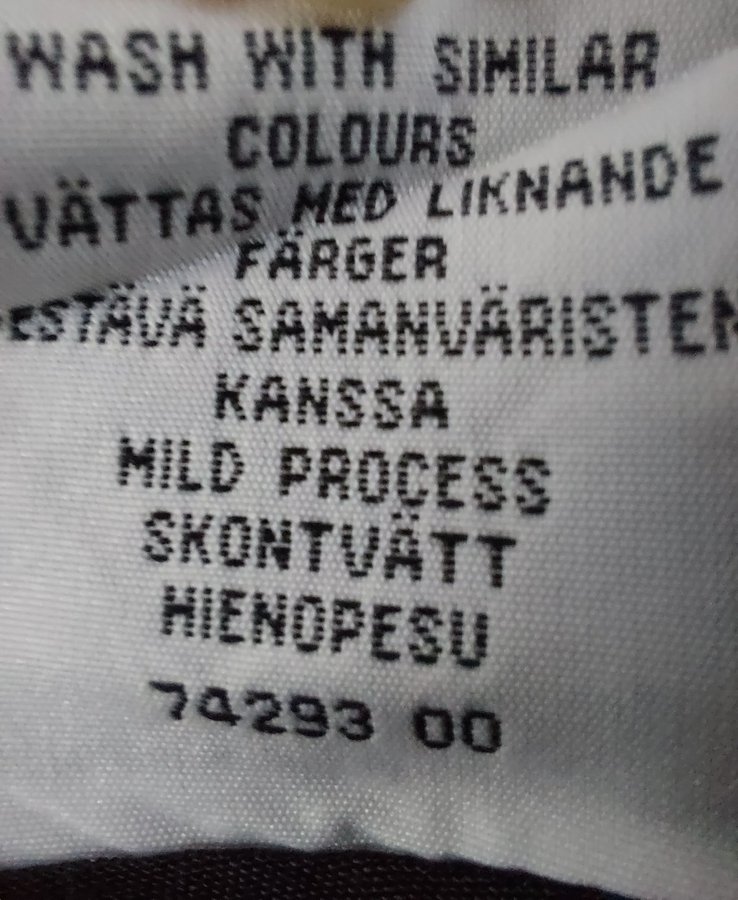 WASH WITH SIMILAR
COLOURS
VÄTTAS MED LIKNANDE
FÄRGER
ESTÄVÄ SAMANVÄRISTEN
KANSSA
MILD PROCESS
SKONTVÄTT
HIENOPESU
74293 00